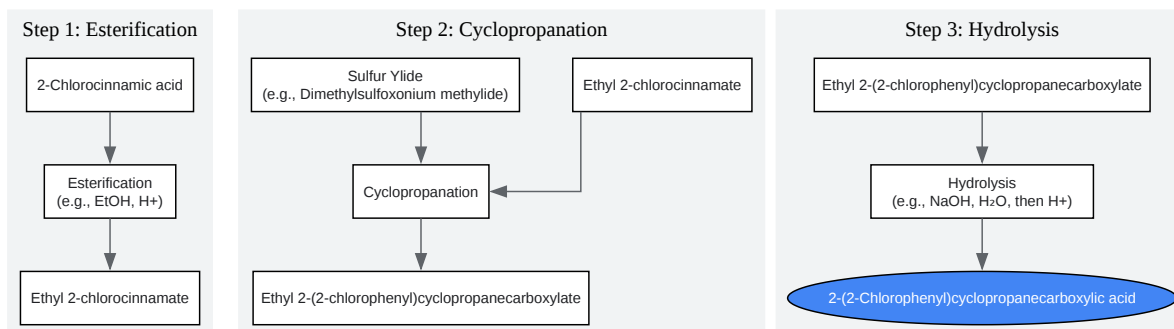 Step 1: Esterification
2-Chlorocinnamic acid
Esterification
(e.g., EtOH, H+)
Ethyl 2-chlorocinnamate
Step 2: Cyclopropanation
Sulfur Ylide
(e.g., Dimethylsulfoxonium methylide)
Ethyl 2-chlorocinnamate
Cyclopropanation
Ethyl 2-(2-chlorophenyl)cyclopropanecarboxylate
Step 3: Hydrolysis
Ethyl 2-(2-chlorophenyl)cyclopropanecarboxylate
Hydrolysis
(e.g., NaOH, H₂O, then H+)
2-(2-Chlorophenyl)cyclopropanecarboxylic acid